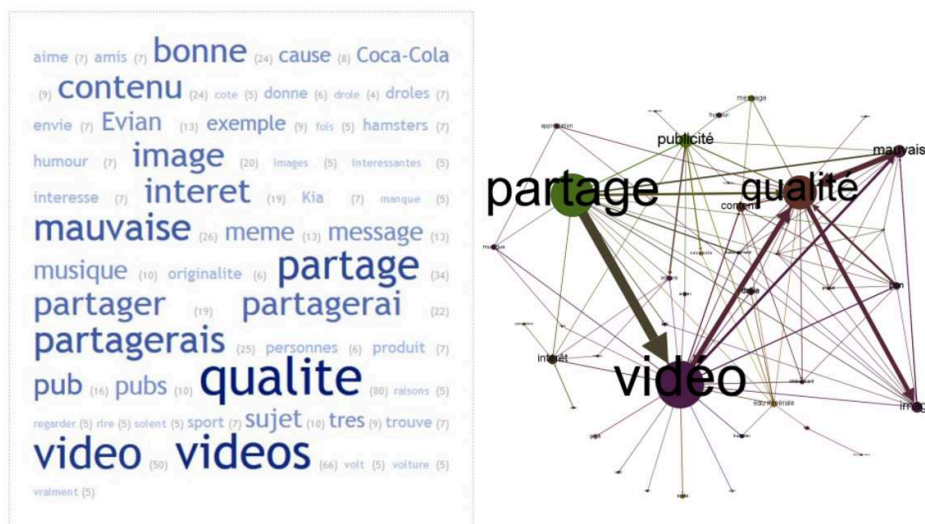 aime (7) amis (7) bonne (24) cause (8) Coca-Cola
(9) contenu (24) cote (5) donne (6) drole (4) droles (7)
envie (7) Evian (13) exemple (9) fois (5) hamsters (7)
humour (7) image (20) images (5) interessantes (5)
interesse (7) interet (19) Kia (7) manque (5)
mauvaise (26) meme (13) message (13)
musique (10) originalite (6) partage (34)
partager (19) partagerai (22)
partagerais (25) personnes (6) produit (7)
pub (16) pubs (10) qualite (80) raisons (5)
regarder (5) rire (5) soient (5) sport (7) sujet (10) tres (9) trouve (7)
video (50) videos (66) voit (5) voiture (5)
vraiment (5)
message
humour
publicité
mauvais
partage
qualité
intérêt
vidéo
eau minérale